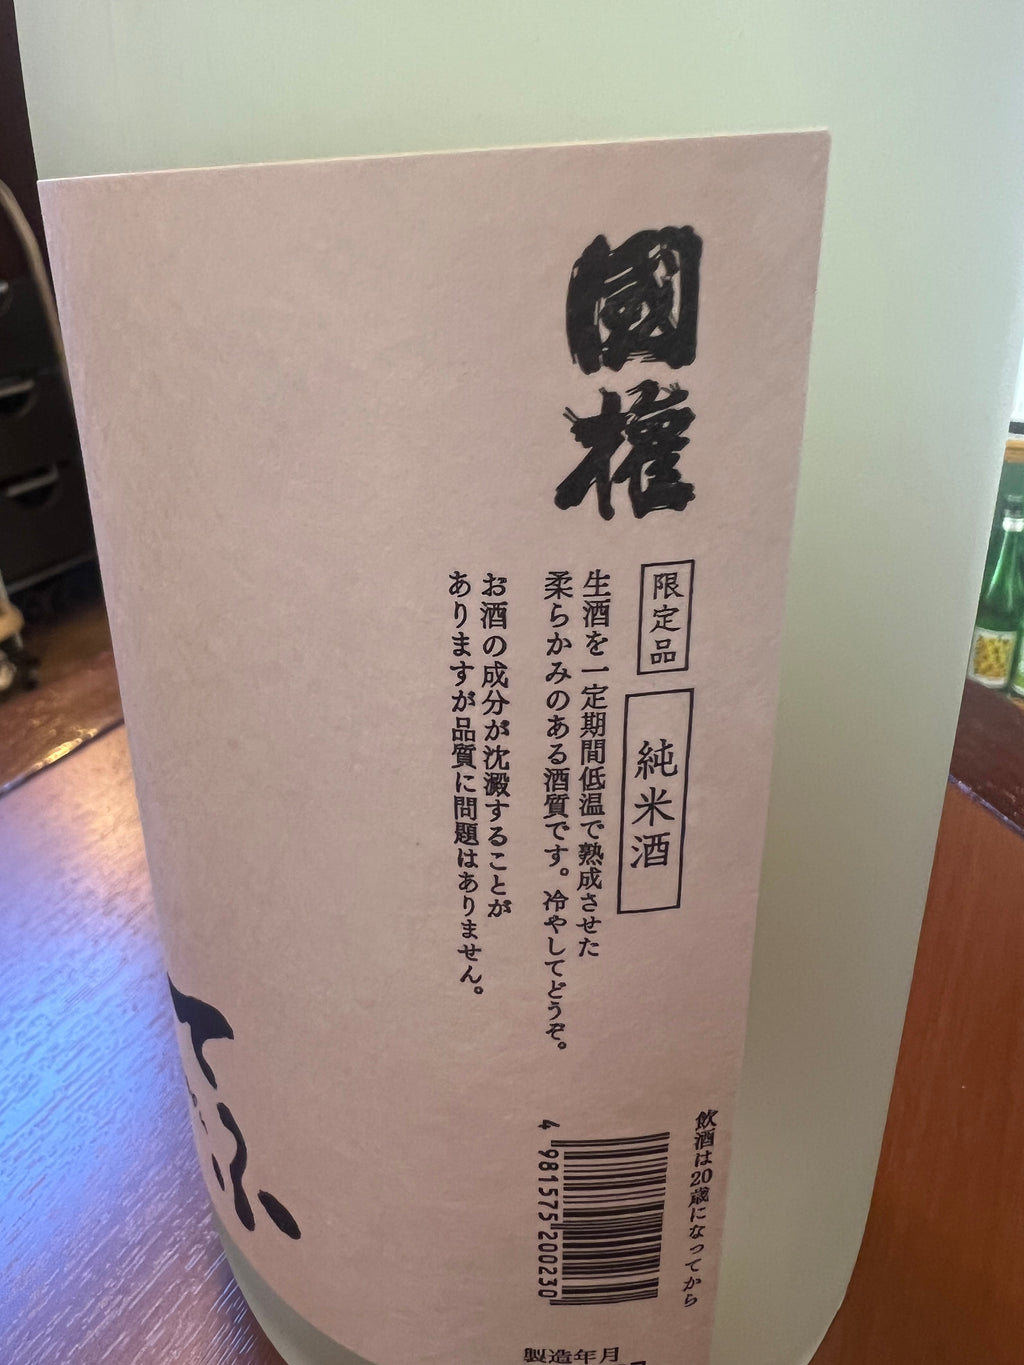 國権
限定品
純米酒
生酒を一定期間低温で熟成させた
柔らかみのある酒質です。冷やしてどうぞ。
お酒の成分が沈澱することが
ありますが品質に問題はありません。
飲酒は20歳になってから
4 981575 200230
製造年月
てふ